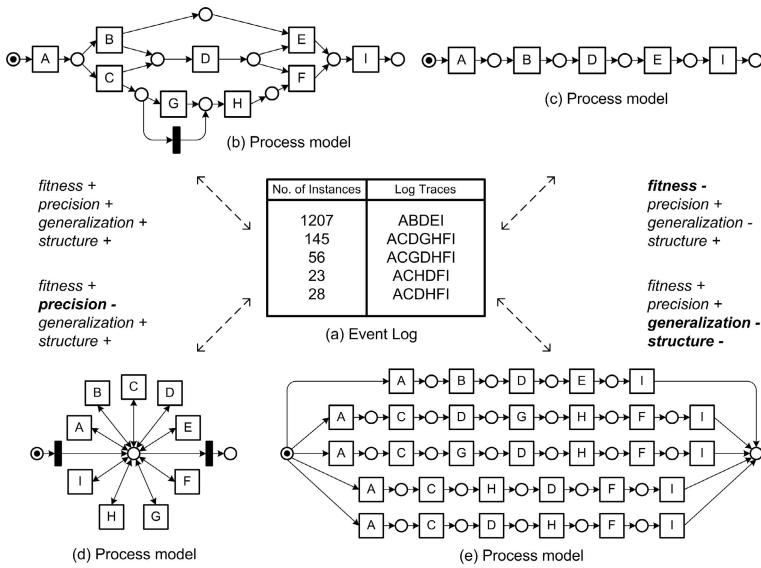 B
E
A
D
I
C
F
G
H
(b) Process model
A
B
D
E
I
(c) Process model
fitness +
precision +
generalization +
structure +
No. of Instances
Log Traces
1207
ABDEI
145
ACDGHFI
56
ACGDHFI
23
ACHDFI
28
ACDHFI
(a) Event Log
fitness -
precision +
generalization -
structure +
fitness +
precision -
generalization +
structure +
fitness +
precision +
generalization -
structure -
B
C
D
A
E
I
F
H
G
(d) Process model
A
B
D
E
I
A
C
D
G
H
F
I
A
C
G
D
H
F
I
A
C
H
D
F
I
A
C
D
H
F
I
(e) Process model